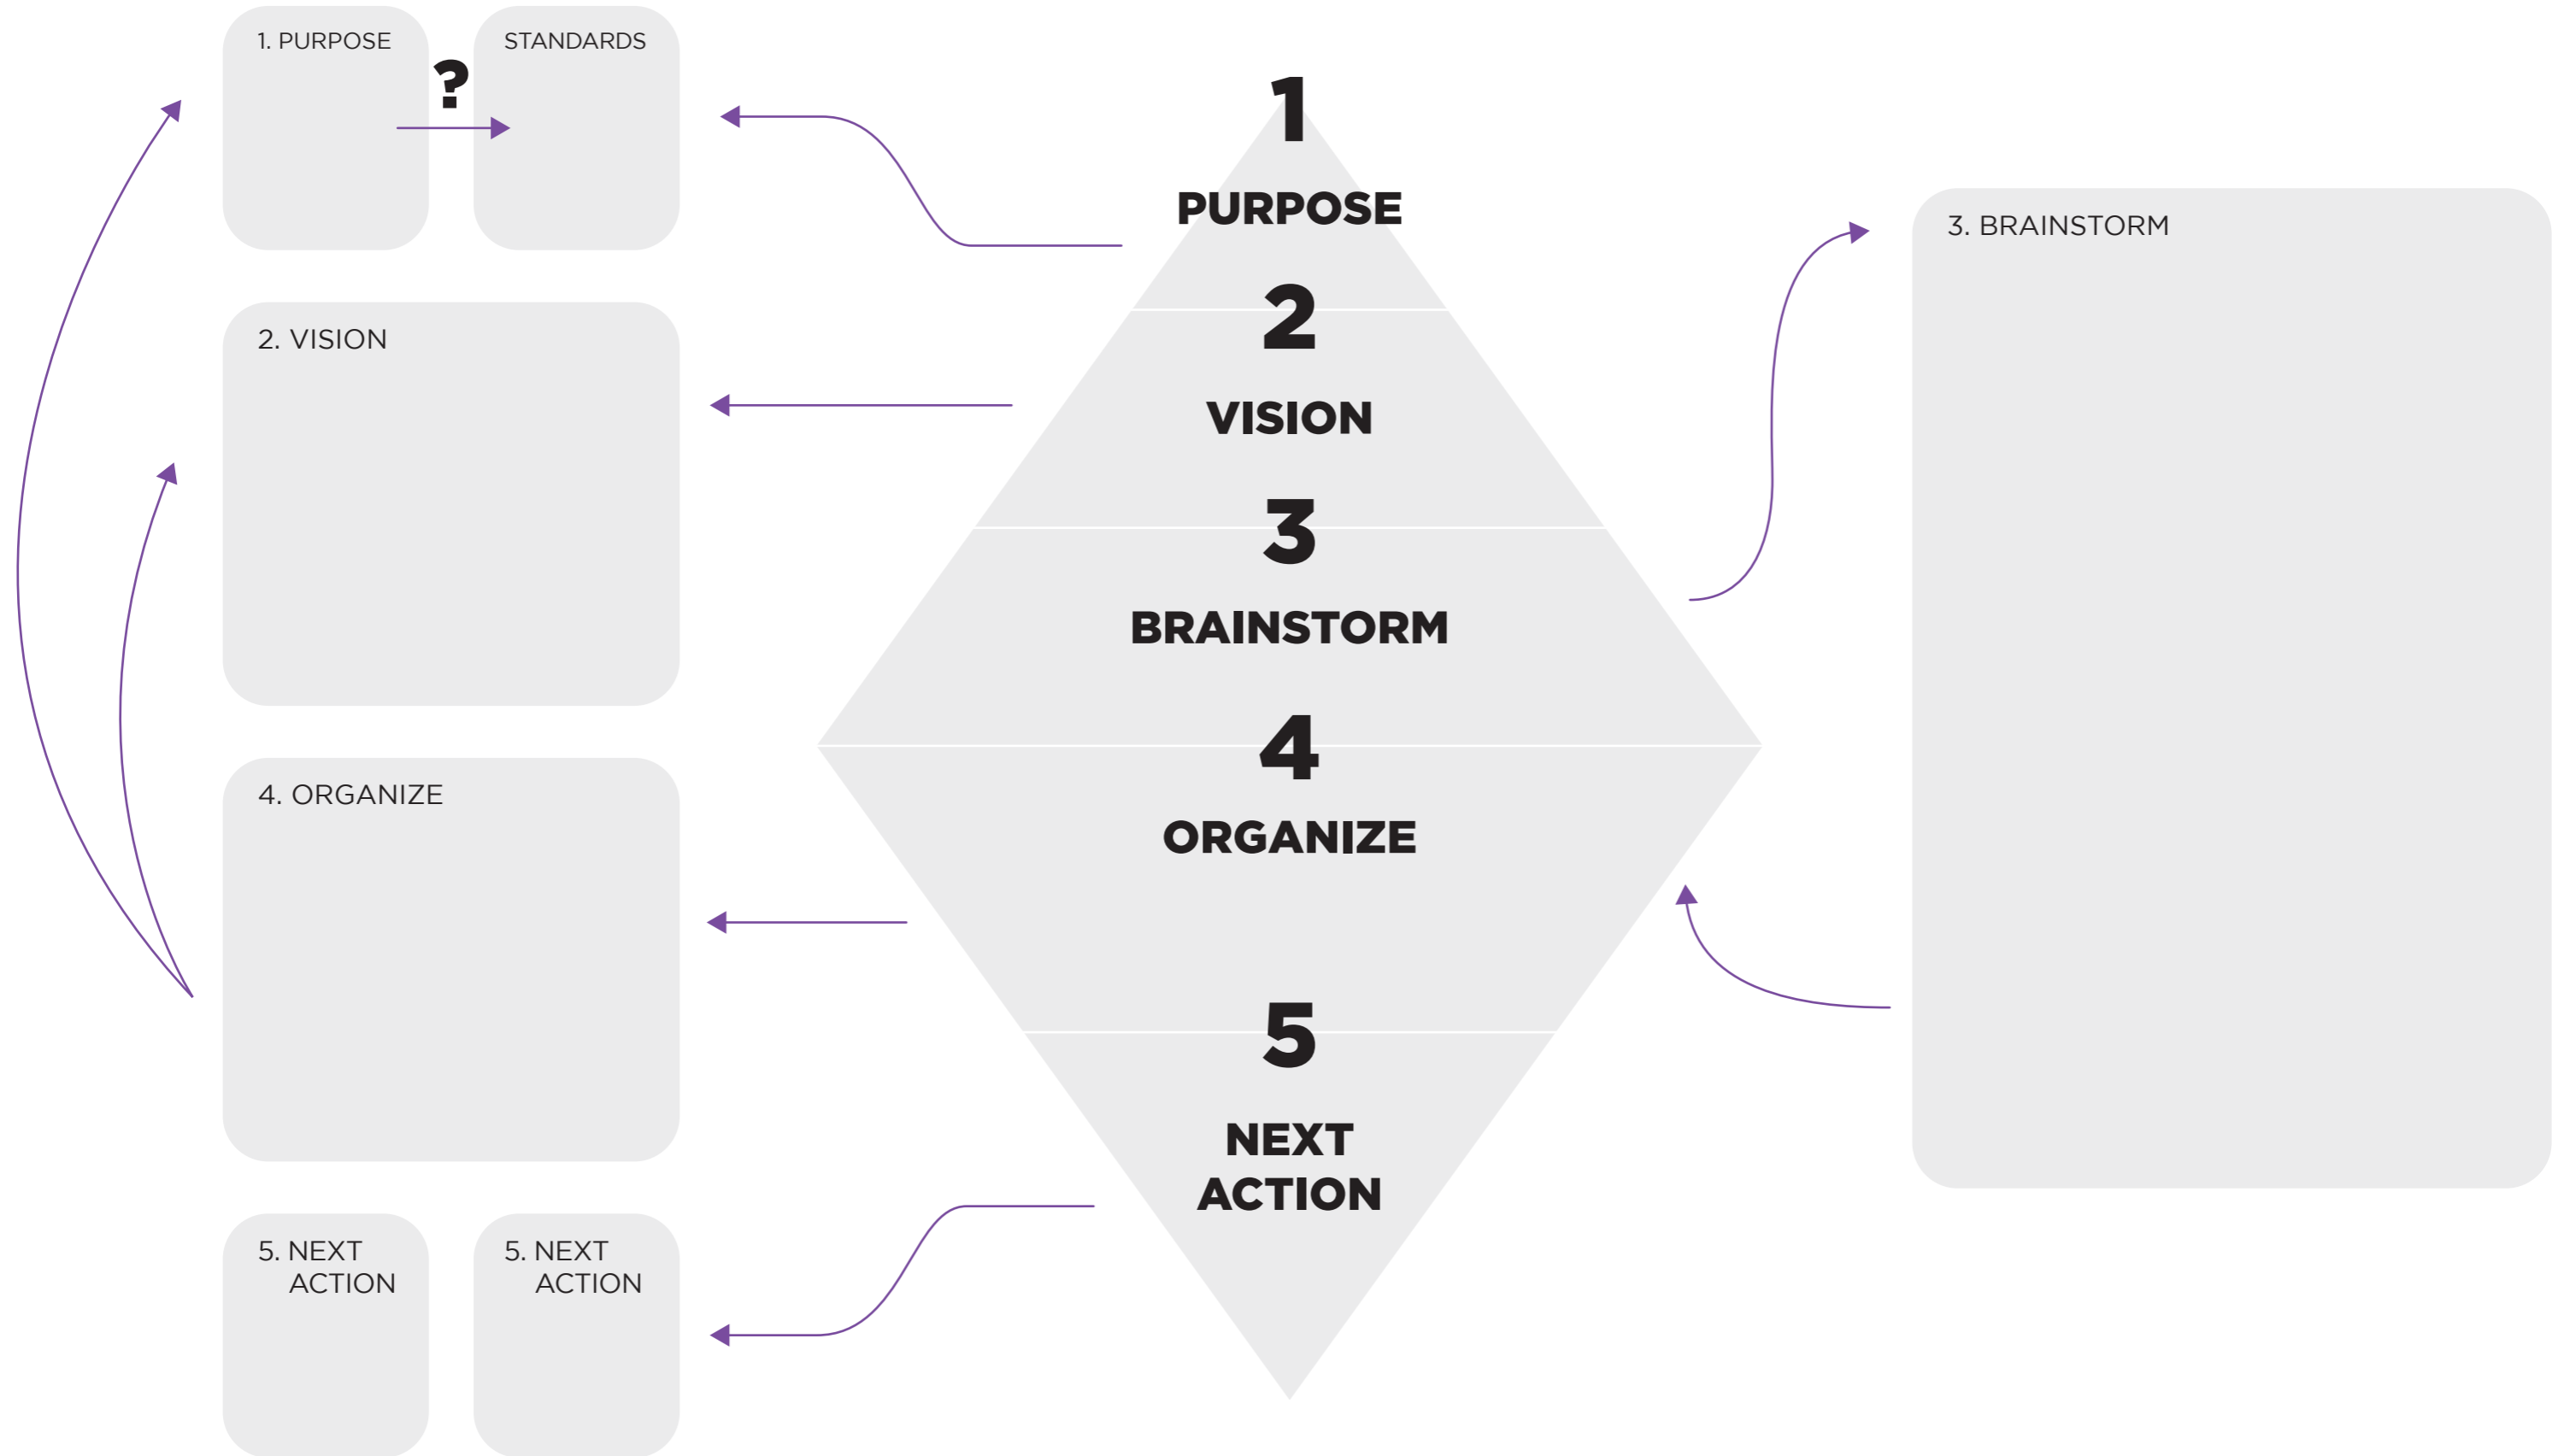 1. PURPOSE
?
STANDARDS
2. VISION
4. ORGANIZE
5. NEXT
ACTION
5. NEXT
ACTION
1
PURPOSE
2
VISION
3
BRAINSTORM
4
ORGANIZE
5
NEXT
ACTION
3. BRAINSTORM